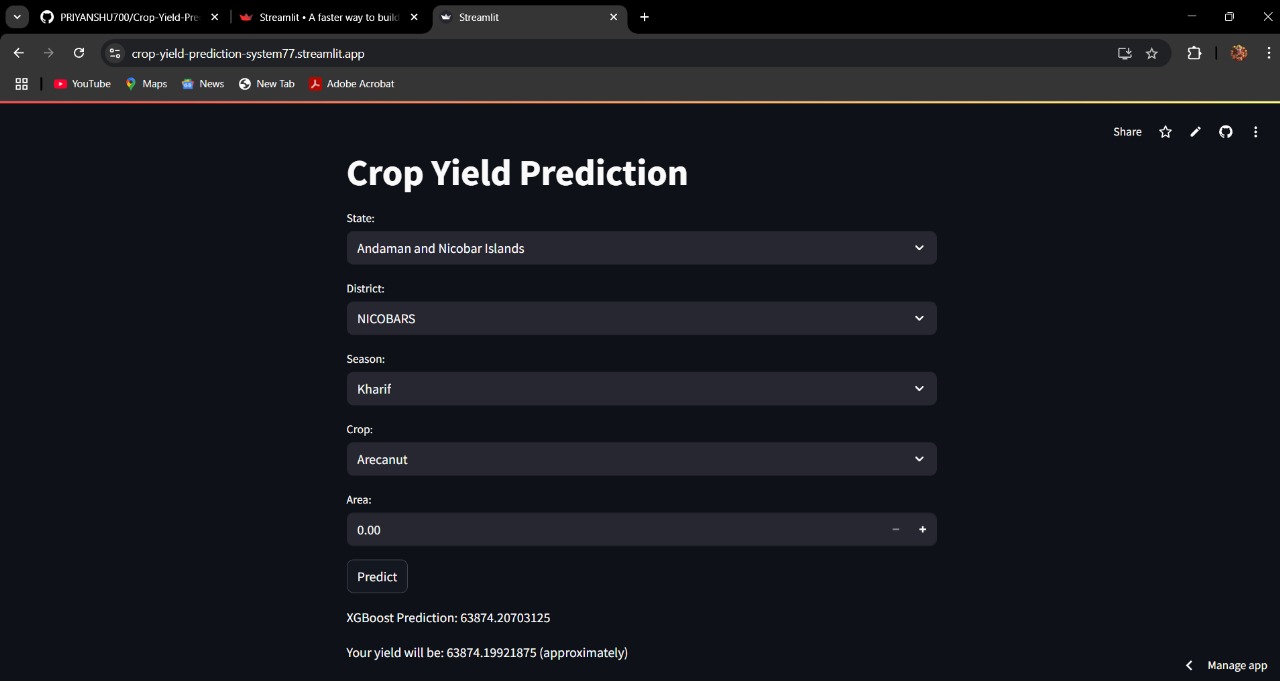 PRIYANSHU700/Crop-Yield-Pre
Streamlit • A faster way to build
Streamlit
crop-yield-prediction-system77.streamlit.app
YouTube
Maps
News
New Tab
Adobe Acrobat
Share
Crop Yield Prediction
State:
Andaman and Nicobar Islands
District:
NICOBARS
Season:
Kharif
Crop:
Arecanut
Area:
0.00
Predict
XGBoost Prediction: 63874.20703125
Your yield will be: 63874.19921875 (approximately)
Manage app